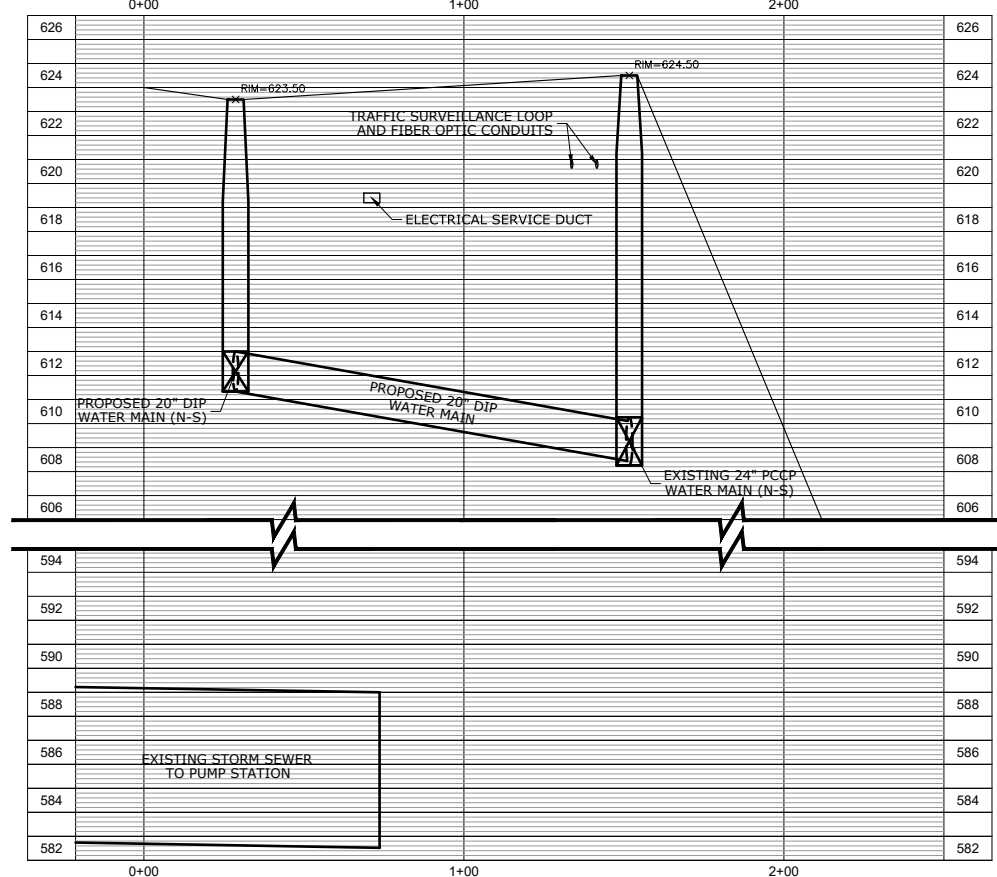 0+00 1+00 2+00
626 626
624 624
RIM=623.50
RIM=624.50
622 622
TRAFFIC SURVEILLANCE LOOP
AND FIBER OPTIC CONDUITS
620 620
618 618
ELECTRICAL SERVICE DUCT
616 616
614 614
612 612
PROPOSED 20" DIP
WATER MAIN
PROPOSED 20" DIP
WATER MAIN (N-S)
610 610
608 608
EXISTING 24" PCCP
WATER MAIN (N-S)
606 606
594 594
592 592
590 590
588 588
586 586
EXISTING STORM SEWER
TO PUMP STATION
584 584
582 582
0+00 1+00 2+00